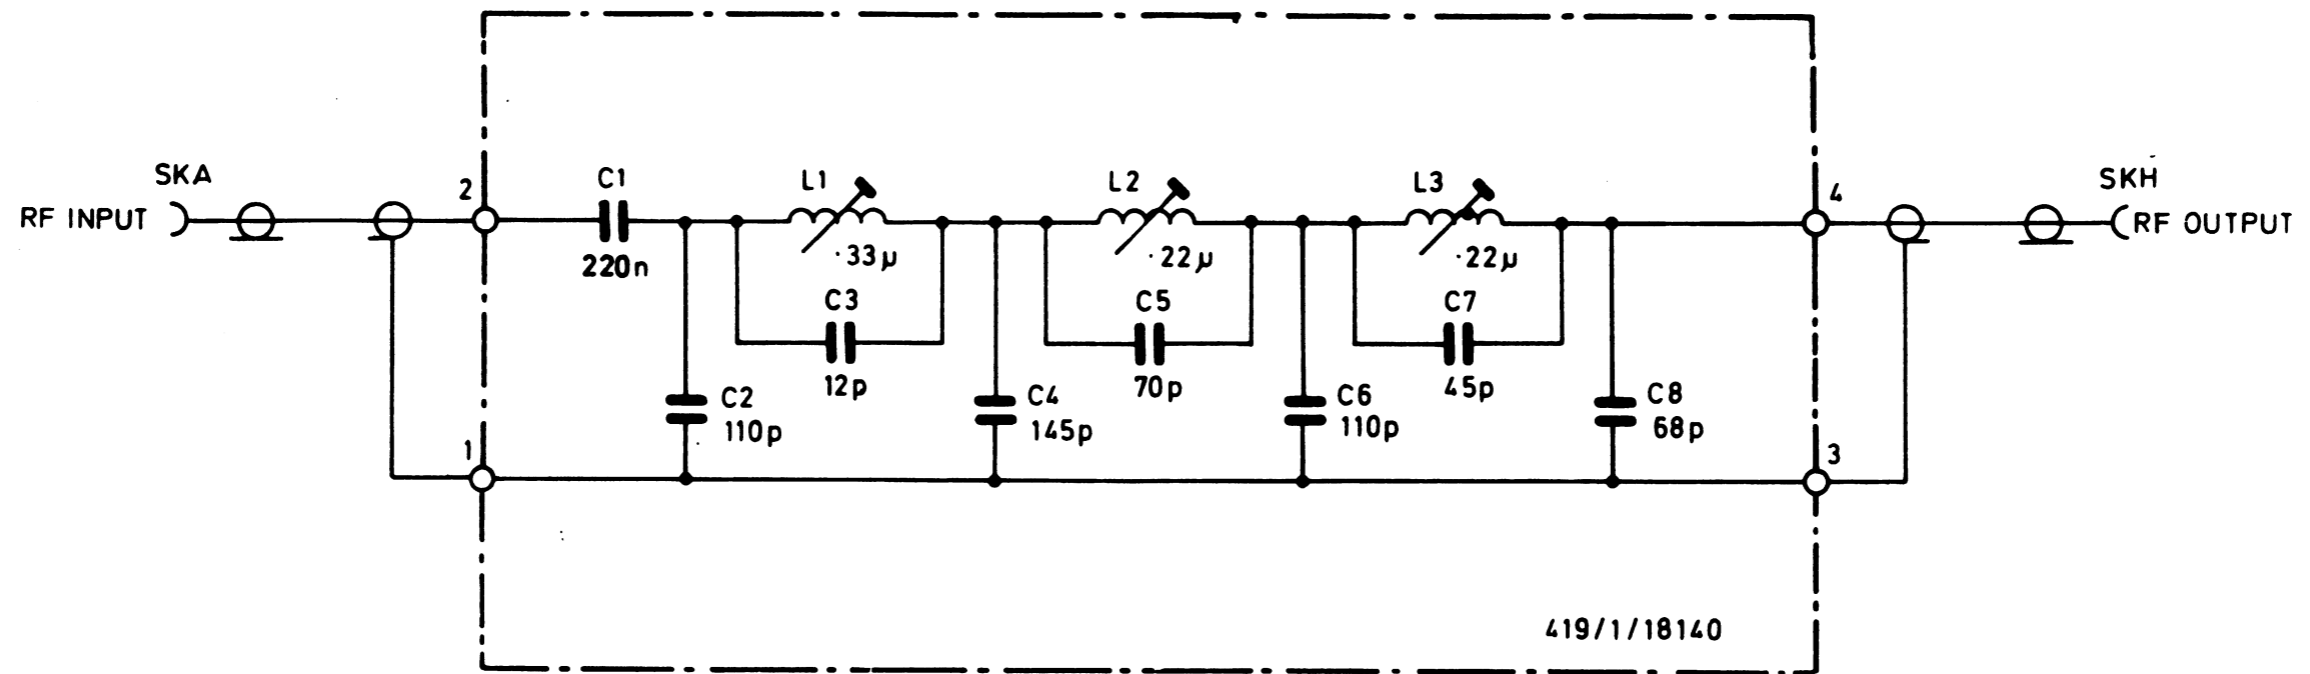 SKA
RF INPUT
2
C1
220n
L1
·33µ
C3
12p
L2
·22µ
C5
70p
L3
·22µ
C7
45p
4
SKH
RF OUTPUT
C2
110p
C4
145p
C6
110p
C8
68p
1
3
419/1/18140